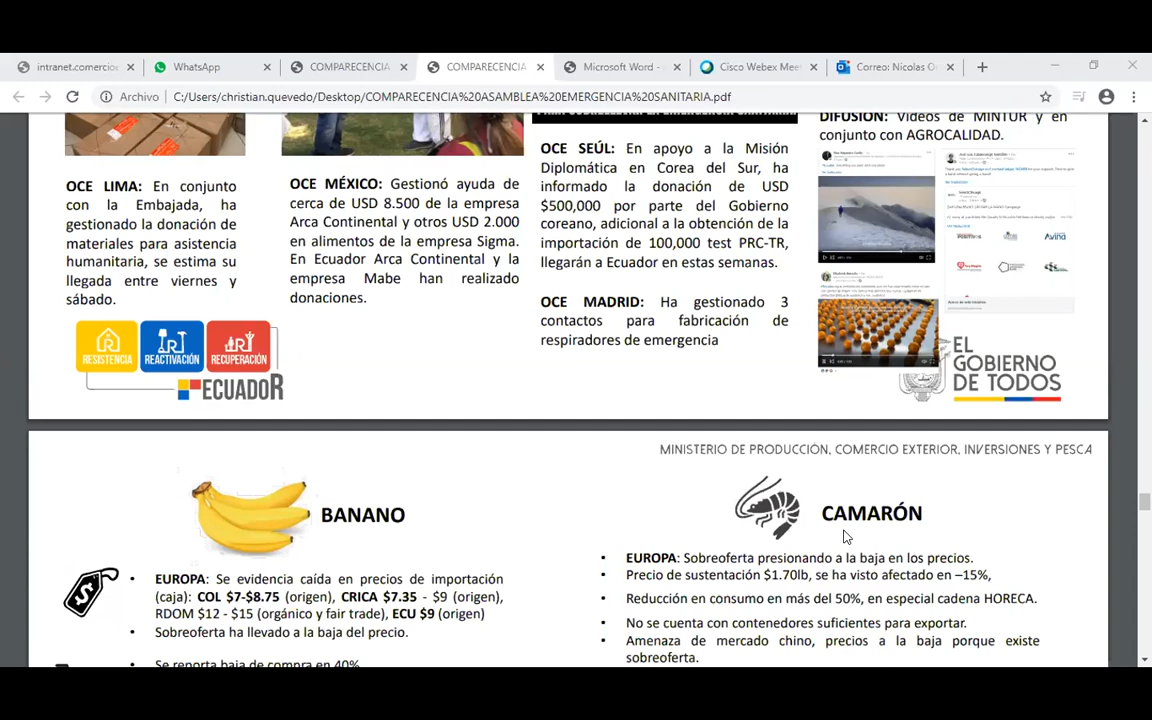 intranet.comercio
WhatsApp
COMPARECENCIA
COMPARECENCIA
Microsoft Word -
Cisco Webex Mee
Correo: Nicolas O
Archivo
C:/Users/christian.quevedo/Desktop/COMPARECENCIA%20ASAMBLEA%20EMERGENCIA%20SANITARIA.pdf
OCE LIMA: En conjunto
con la Embajada, ha
gestionado la donación de
materiales para asistencia
humanitaria, se estima su
llegada entre viernes y
sábado.
OCE MÉXICO: Gestionó ayuda de
cerca de USD 8.500 de la empresa
Arca Continental y otros USD 2.000
en alimentos de la empresa Sigma.
En Ecuador Arca Continental y la
empresa Mabe han realizado
donaciones.
OCE SEÚL: En apoyo a la Misión
Diplomática en Corea del Sur, ha
informado la donación de USD
$500,000 por parte del Gobierno
coreano, adicional a la obtención de la
importación de 100,000 test PRC-TR,
llegarán a Ecuador en estas semanas.
OCE MADRID: Ha gestionado 3
contactos para fabricación de
respiradores de emergencia
DIFUSIÓN: Videos de MINTUR y en
conjunto con AGROCALIDAD.
RESISTENCIA
REACTIVACIÓN
RECUPERACIÓN
ECUADOR
EL
GOBIERNO
DE TODOS
MINISTERIO DE PRODUCCIÓN, COMERCIO EXTERIOR, INVERSIONES Y PESCA
BANANO
• EUROPA: Se evidencia caída en precios de importación
(caja): COL $7-$8.75 (origen), CRICA $7.35 - $9 (origen),
RDOM $12 - $15 (orgánico y fair trade), ECU $9 (origen)
• Sobreoferta ha llevado a la baja del precio.
• Se reporta baja de compra en 40%
CAMARÓN
• EUROPA: Sobreoferta presionando a la baja en los precios.
• Precio de sustentación $1.70lb, se ha visto afectado en –15%,
• Reducción en consumo en más del 50%, en especial cadena HORECA.
• No se cuenta con contenedores suficientes para exportar.
• Amenaza de mercado chino, precios a la baja porque existe
sobreoferta.